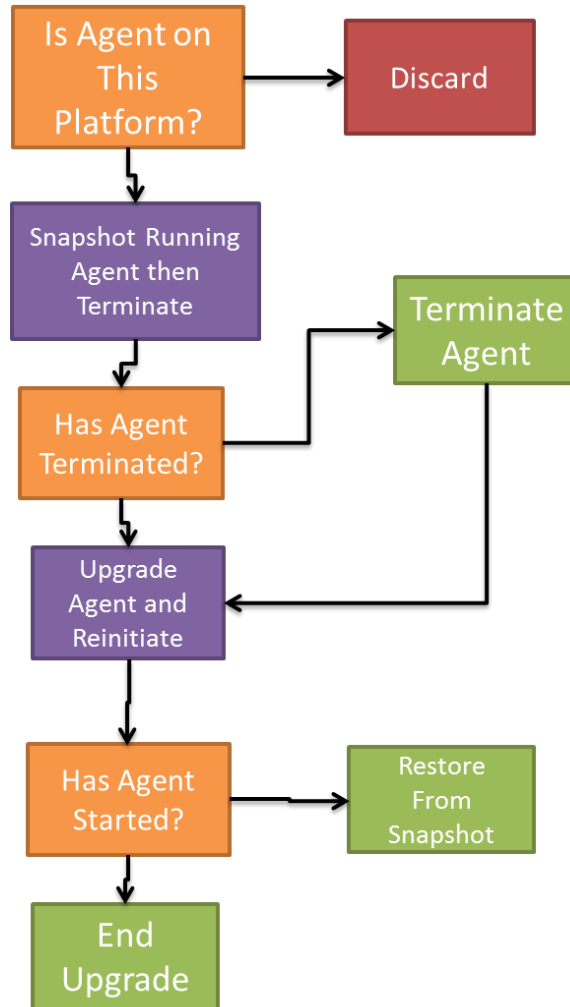 Is Agent on
This
Platform?
Discard
Snapshot Running
Agent then
Terminate
Terminate
Agent
Has Agent
Terminated?
Upgrade
Agent and
Reinitiate
Has Agent
Started?
Restore
From
Snapshot
End
Upgrade